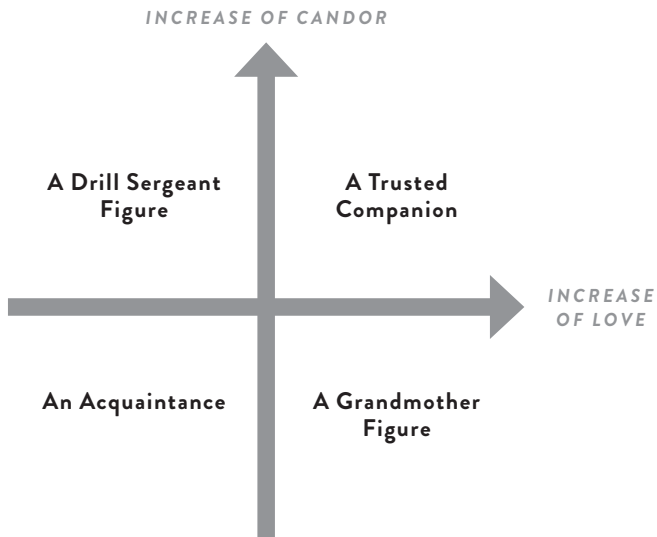 INCREASE OF CANDOR
A Drill Sergeant
Figure
A Trusted
Companion
INCREASE
OF LOVE
An Acquaintance
A Grandmother
Figure